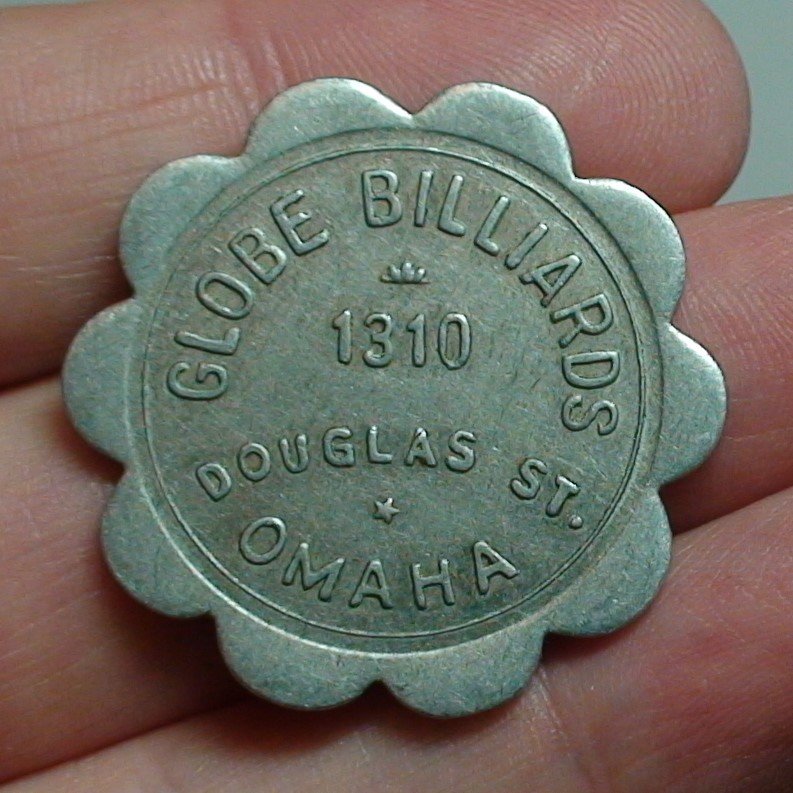 GLOBE BILLIARDS
1310
DOUGLAS ST.
OMAHA